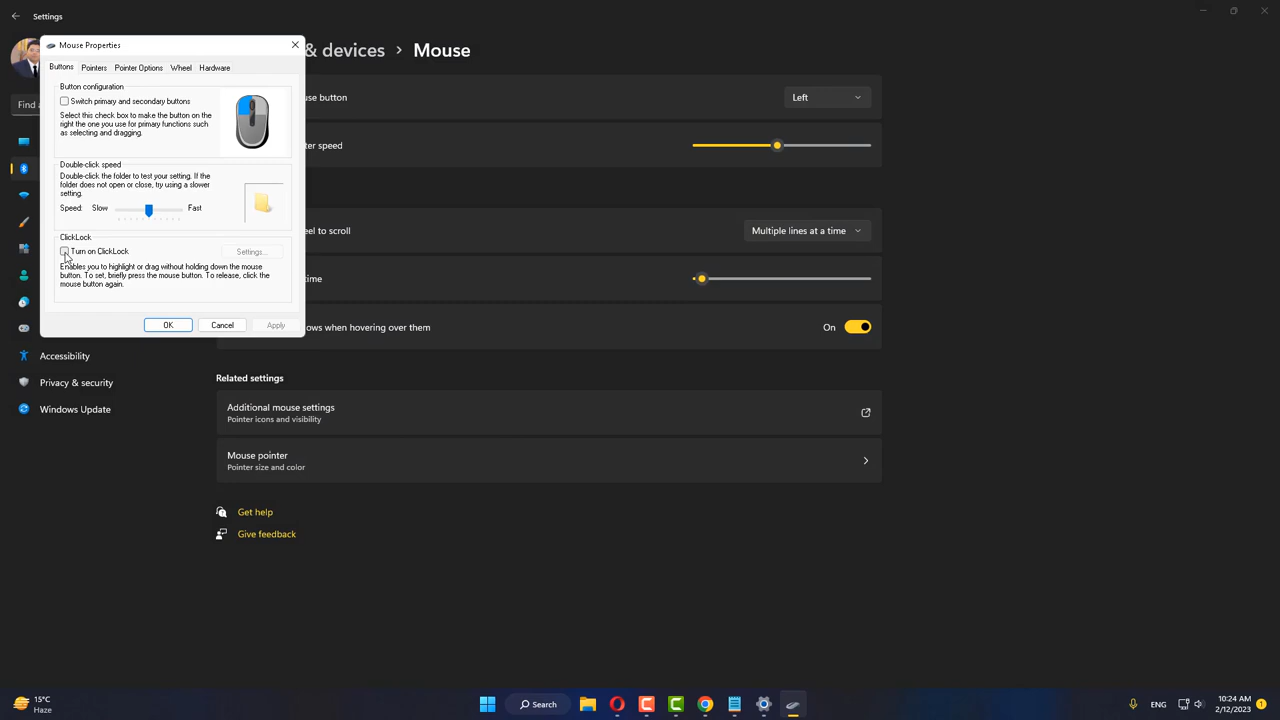 Settings
Mouse Properties
& devices > Mouse
Buttons Pointers Pointer Options Wheel Hardware
Button configuration
Switch primary and secondary buttons
Select this check box to make the button on
the right the one you use for primary functions such
as selecting and dragging.
Double-click speed
Double-click the folder to test your setting. If the
folder does not open or close, try using a slower
setting.
Speed: Slow Fast
ClickLock
Turn on ClickLock Settings...
Enables you to highlight or drag without holding down the mouse
button. To set, briefly press the mouse button. To release, click the
mouse button again.
OK Cancel Apply
Find a
use button Left
er speed
eel to scroll Multiple lines at a time
time
ows when hovering over them On
Accessibility
Privacy & security
Windows Update
Related settings
Additional mouse settings
Pointer icons and visibility
Mouse pointer
Pointer size and color
Get help
Give feedback
15°C
Haze
Search
ENG
10:24 AM
2/12/2023
1